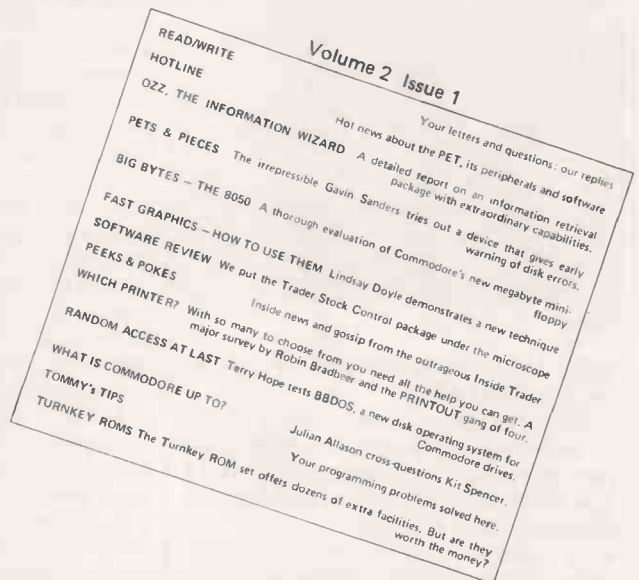 Volume 2 Issue 1
READ/WRITE Your letters and questions: our replies
HOTLINE Hot news about the PET, its peripherals and software
OZZ. THE INFORMATION WIZARD A detailed report on an information retrieval
package with extraordinary capabilities.
PETS & PIECES The irrepressible Gavin Sanders tries out a device that gives early
warning of disk errors.
BIG BYTES – THE 8050 A thorough evaluation of Commodore's new megabyte mini-
floppy
FAST GRAPHICS – HOW TO USE THEM Lindsay Doyle demonstrates a new technique
SOFTWARE REVIEW We put the Trader Stock Control package under the microscope
PEEKS & POKES Inside news and gossip from the outrageous Inside Trader
WHICH PRINTER? With so many to choose from you need all the help you can get. A
major survey by Robin Bradbeer and the PRINTOUT gang of four.
RANDOM ACCESS AT LAST Terry Hope tests BBDOS, a new disk operating system for
Commodore drives.
WHAT IS COMMODORE UP TO? Julian Allason cross-questions Kit Spencer.
TOMMY's TIPS Your programming problems solved here.
TURNKEY ROMS The Turnkey ROM set offers dozens of extra facilities. But are they
worth the money?